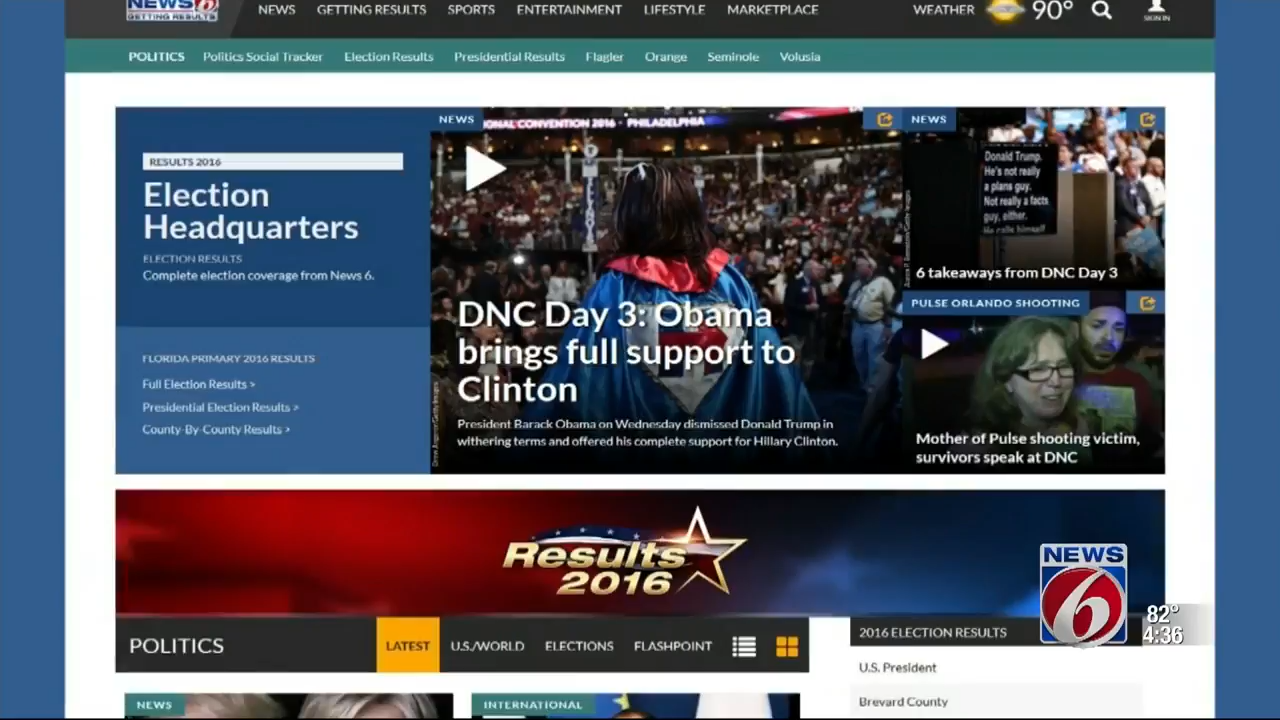 NEWS 6
GETTING RESULTS
NEWS GETTING RESULTS SPORTS ENTERTAINMENT LIFESTYLE MARKETPLACE WEATHER 90° SIGN IN
POLITICS Politics Social Tracker Election Results Presidential Results Flagler Orange Seminole Volusia
RESULTS 2016
Election
Headquarters
ELECTION RESULTS
Complete election coverage from News 6.
FLORIDA PRIMARY 2016 RESULTS
Full Election Results >
Presidential Election Results >
County-By-County Results >
NEWS
CONVENTION 2016 - PHILADELPHIA
DNC Day 3: Obama
brings full support to
Clinton
President Barack Obama on Wednesday dismissed Donald Trump in
withering terms and offered his complete support for Hillary Clinton.
NEWS
Donald Trump.
He's not really
a plans guy.
Not really a facts
guy, either.
He calls himself
6 takeaways from DNC Day 3
PULSE ORLANDO SHOOTING
Mother of Pulse shooting victim,
survivors speak at DNC
Results
2016
POLITICS LATEST U.S./WORLD ELECTIONS FLASHPOINT
2016 ELECTION RESULTS
U.S. President
Brevard County
NEWS
INTERNATIONAL
NEWS
6
82°
4:36